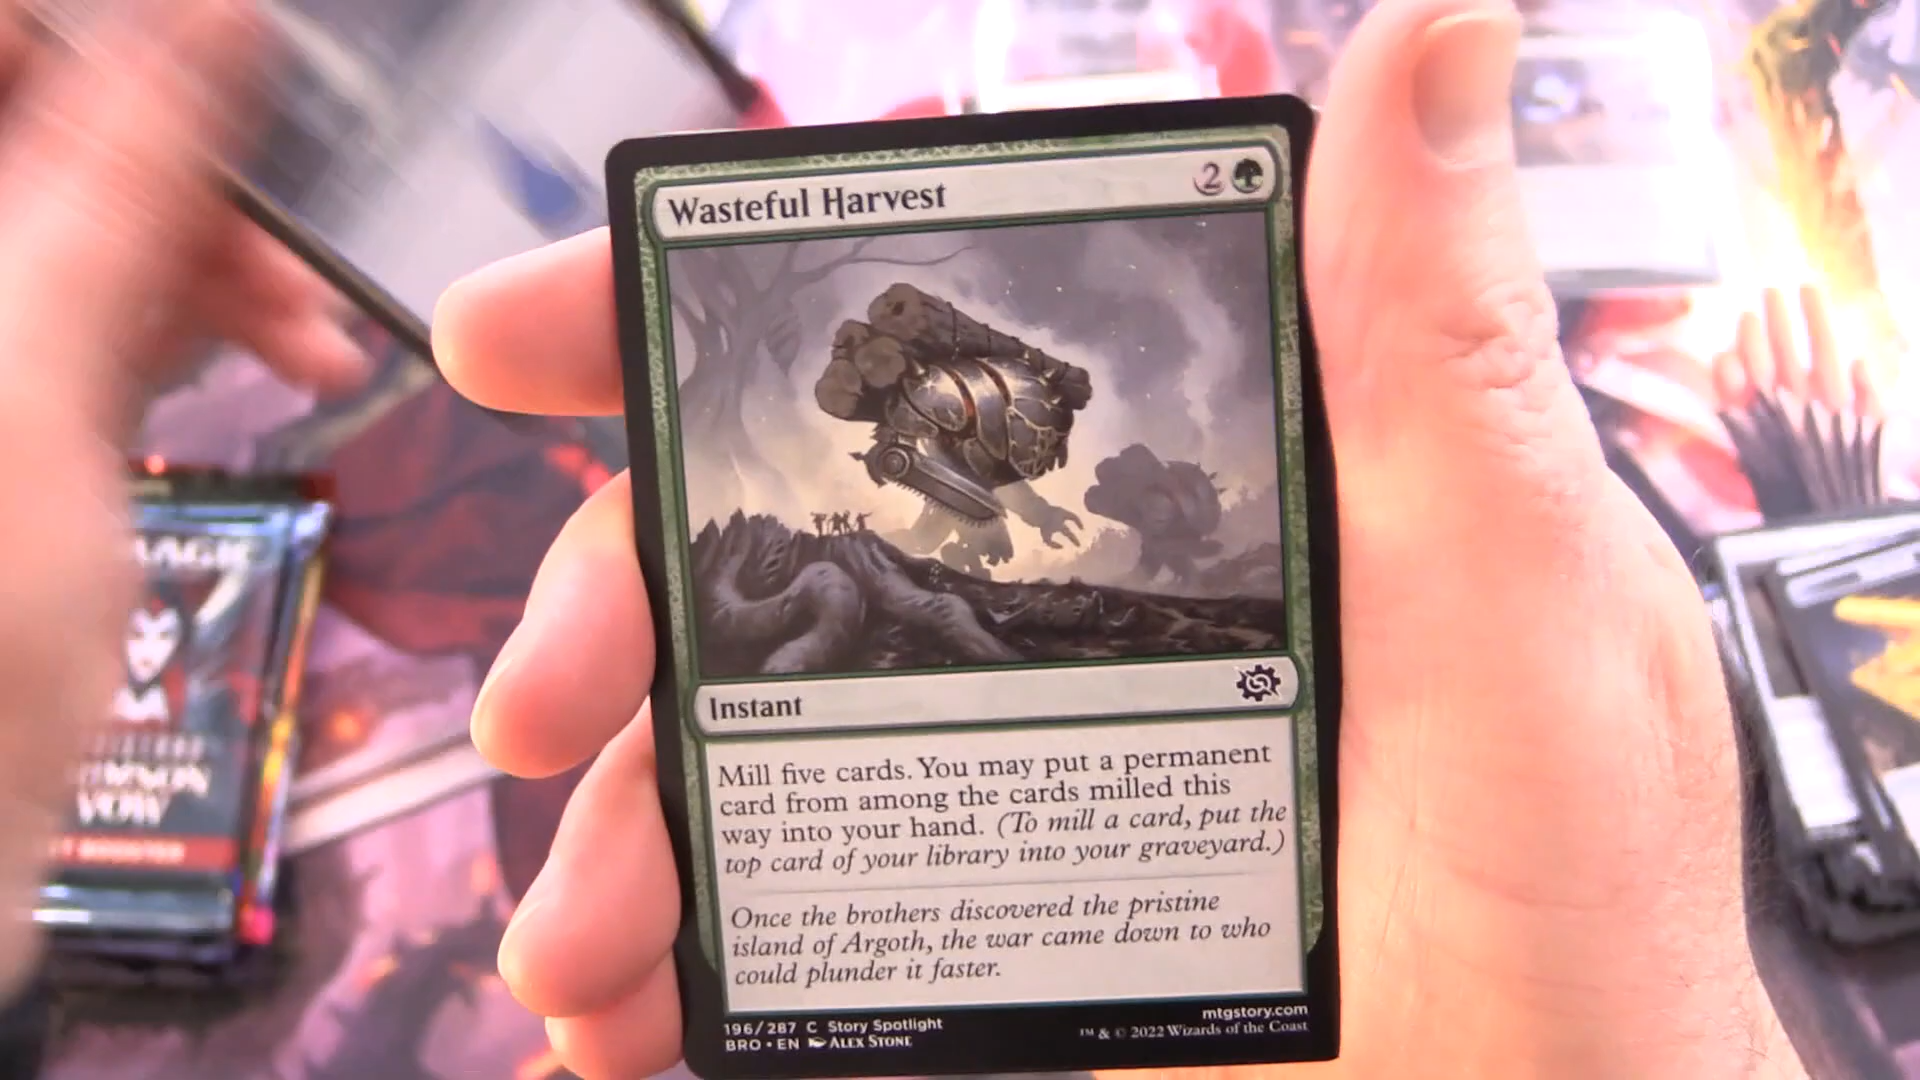 Wasteful Harvest 2
Instant
Mill five cards. You may put a permanent
card from among the cards milled this
way into your hand. (To mill a card, put the
top card of your library into your graveyard.)
Once the brothers discovered the pristine
island of Argoth, the war came down to who
could plunder it faster.
196/287 C Story Spotlight
BRO • EN ALEX STONE
mtgstory.com
™ & © 2022 Wizards of the Coast
MAGIC
VOW